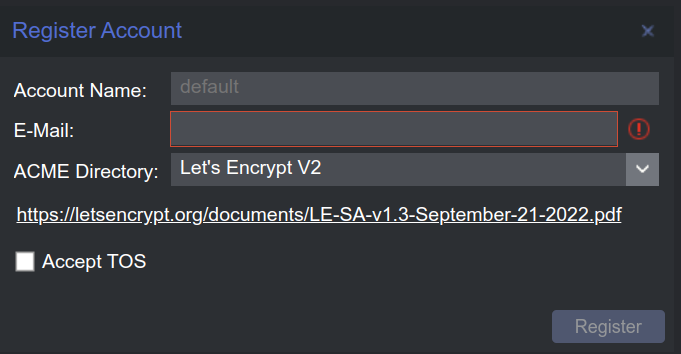 Register Account
Account Name: default
E-Mail:
ACME Directory: Let's Encrypt V2
https://letsencrypt.org/documents/LE-SA-v1.3-September-21-2022.pdf
Accept TOS
Register